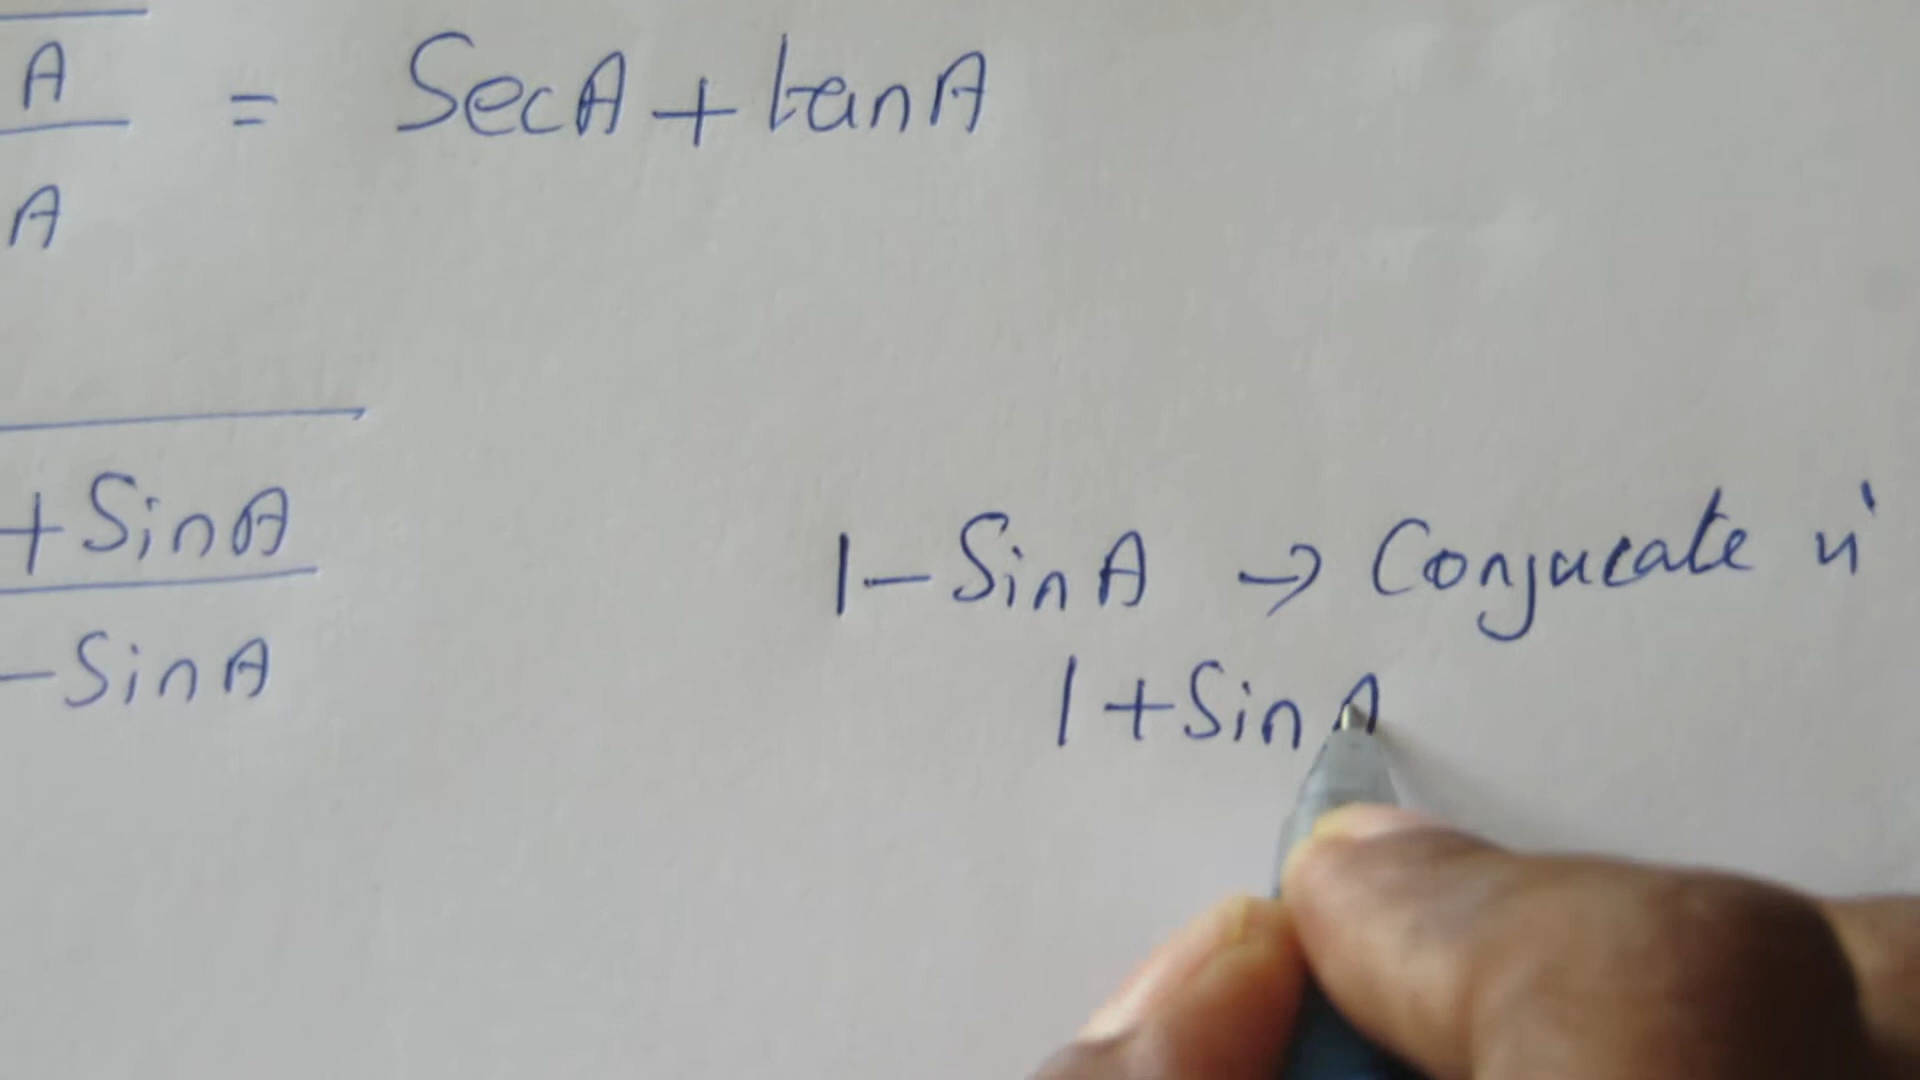 A = SecA + tanA
A
+ SinA
- SinA
1 - SinA → Conjucate is
1 + SinA